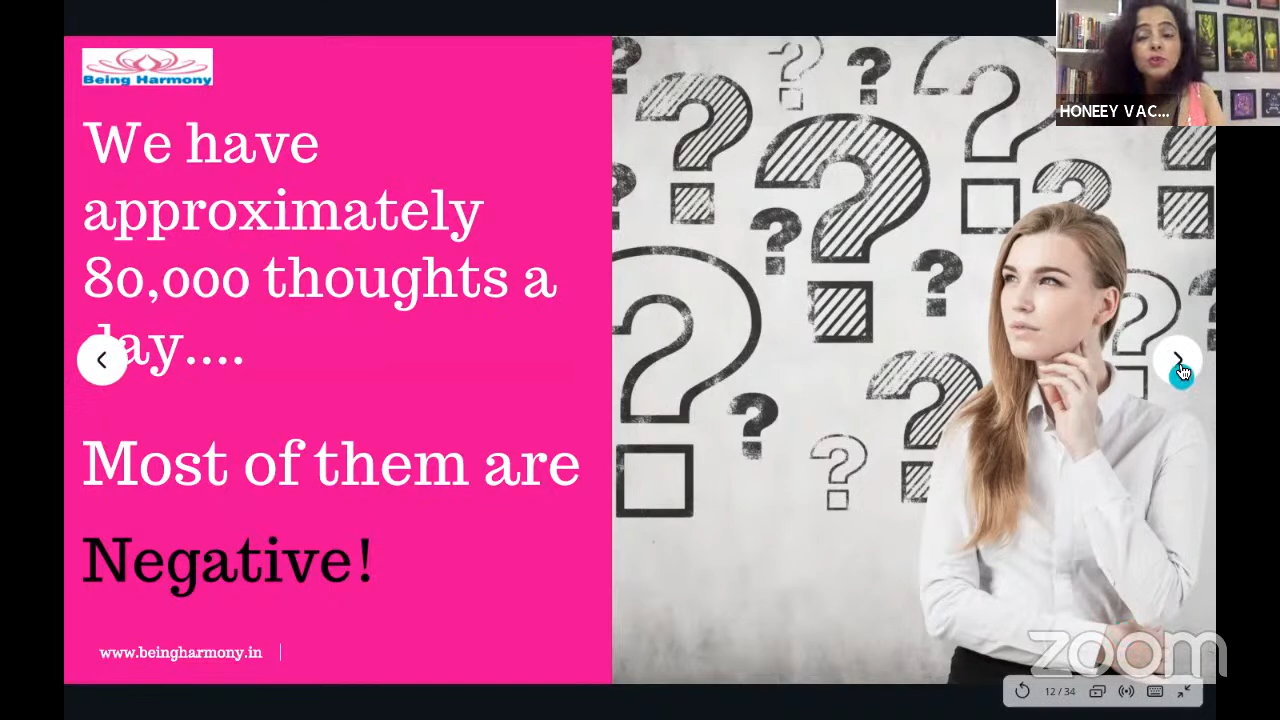 Being Harmony
We have
approximately
80,000 thoughts a
day....
Most of them are
Negative!
www.beingharmony.in
HONEEY VAC...
zoom
12 / 34